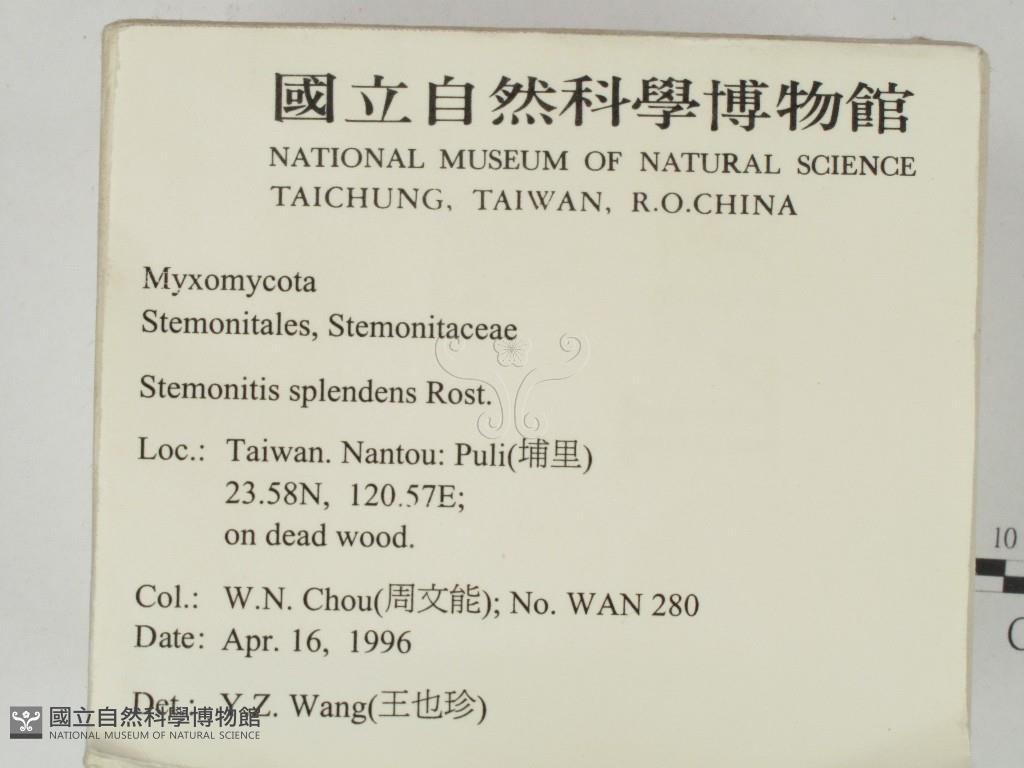 國立自然科學博物館
NATIONAL MUSEUM OF NATURAL SCIENCE
TAICHUNG, TAIWAN, R.O.CHINA
Myxomycota
Stemonitales, Stemonitaceae
Stemonitis splendens Rost.
Loc.: Taiwan. Nantou: Puli(埔里)
23.58N, 120.57E;
on dead wood.
Col.: W.N. Chou(周文能); No. WAN 280
Date: Apr. 16, 1996
Det.: Y.Z. Wang(王也珍)
國立自然科學博物館
NATIONAL MUSEUM OF NATURAL SCIENCE
10